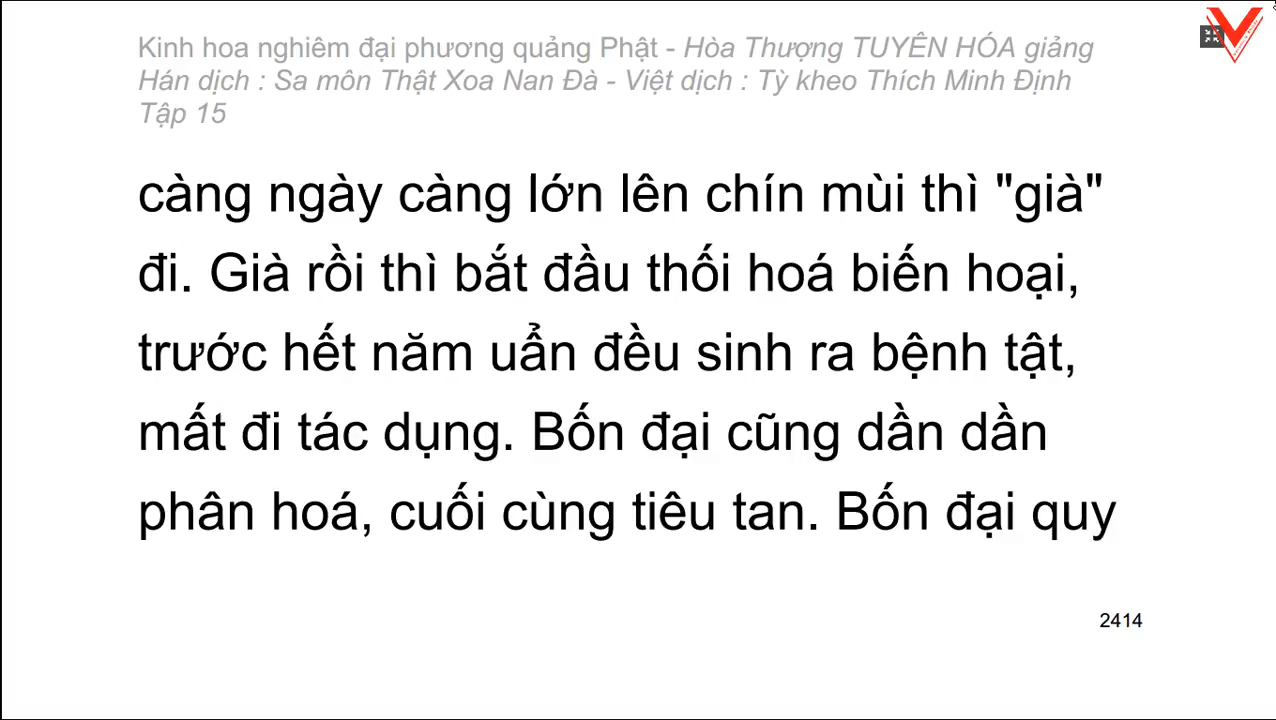 Kinh hoa nghiêm đại phương quảng Phật - Hòa Thượng TUYÊN HÓA giảng
Hán dịch : Sa môn Thật Xoa Nan Đà - Việt dịch : Tỳ kheo Thích Minh Định
Tập 15
càng ngày càng lớn lên chín mùi thì "già"
đi. Già rồi thì bắt đầu thối hoá biến hoại,
trước hết năm uẩn đều sinh ra bệnh tật,
mất đi tác dụng. Bốn đại cũng dần dần
phân hoá, cuối cùng tiêu tan. Bốn đại quy
2414